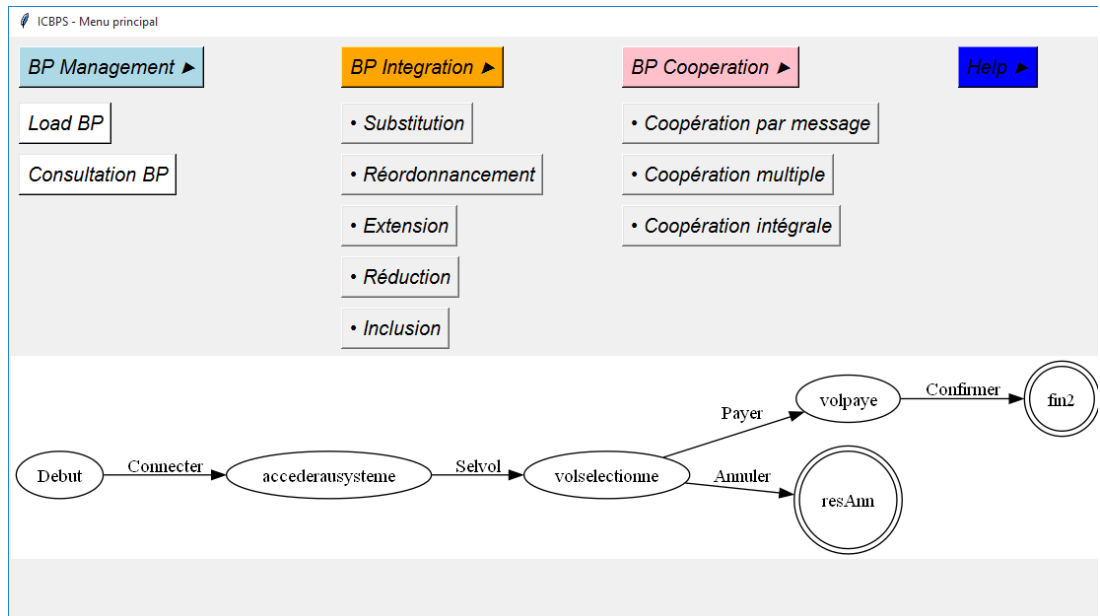 ICBPS - Menu principal
BP Management ►
BP Integration ►
BP Cooperation ►
Help ►
Load BP
• Substitution
• Coopération par message
Consultation BP
• Réordonnancement
• Coopération multiple
• Extension
• Coopération intégrale
• Réduction
• Inclusion
Debut
Connecter
accederausysteme
Selvol
volselectionne
Payer
volpaye
Confirmer
fin2
Annuler
resAnn